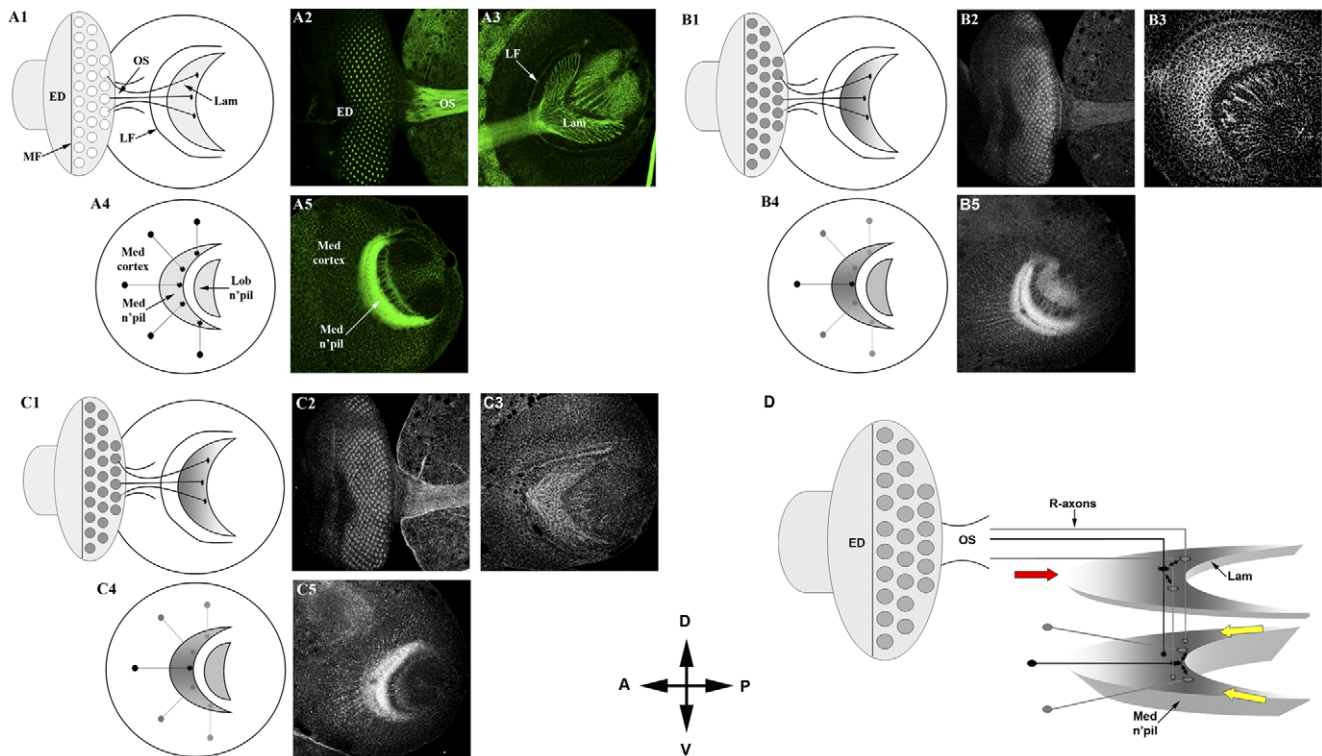 A1
OS
ED
Lam
LF
MF
A2
ED
OS
A3
LF
Lam
B1
B2
B3
A4
Med
cortex
Med
n'pil
Lob
n'pil
A5
Med
cortex
Med
n'pil
B4
B5
C1
C2
C3
D
R-axons
ED
OS
Lam
Med
n'pil
C4
C5
D
A
P
V